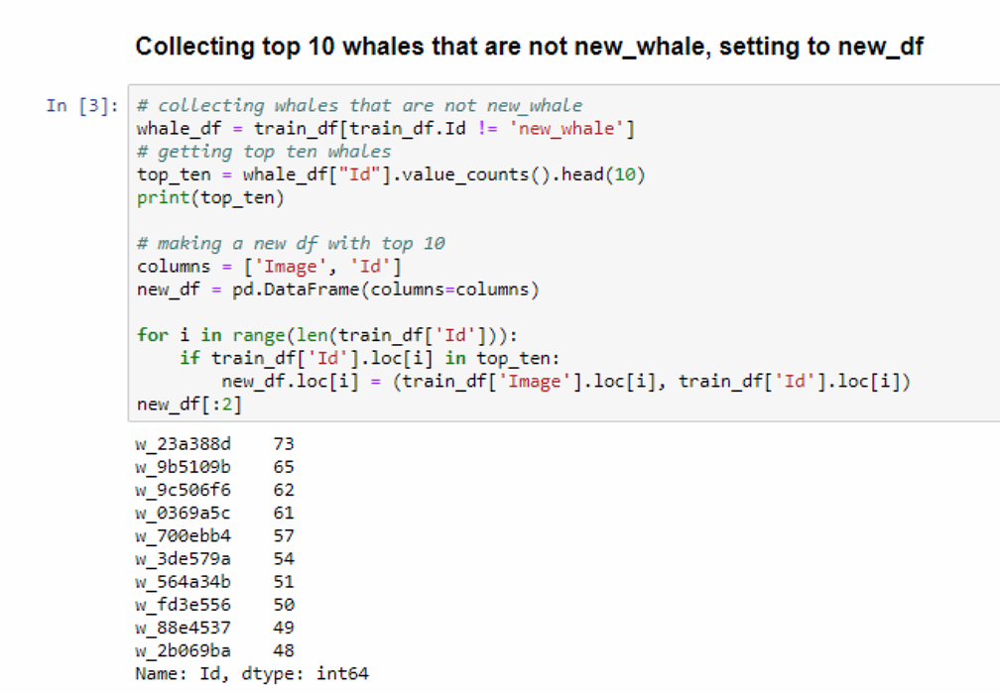 Collecting top 10 whales that are not new_whale, setting to new_df
In [3]: # collecting whales that are not new_whale
whale_df = train_df[train_df.Id != 'new_whale']
# getting top ten whales
top_ten = whale_df["Id"].value_counts().head(10)
print(top_ten)
# making a new df with top 10
columns = ['Image', 'Id']
new_df = pd.DataFrame(columns=columns)
for i in range(len(train_df['Id'])):
    if train_df['Id'].loc[i] in top_ten:
        new_df.loc[i] = (train_df['Image'].loc[i], train_df['Id'].loc[i])
new_df[:2]
w_23a388d    73
w_9b5109b    65
w_9c506f6    62
w_0369a5c    61
w_700ebb4    57
w_3de579a    54
w_564a34b    51
w_fd3e556    50
w_88e4537    49
w_2b069ba    48
Name: Id, dtype: int64